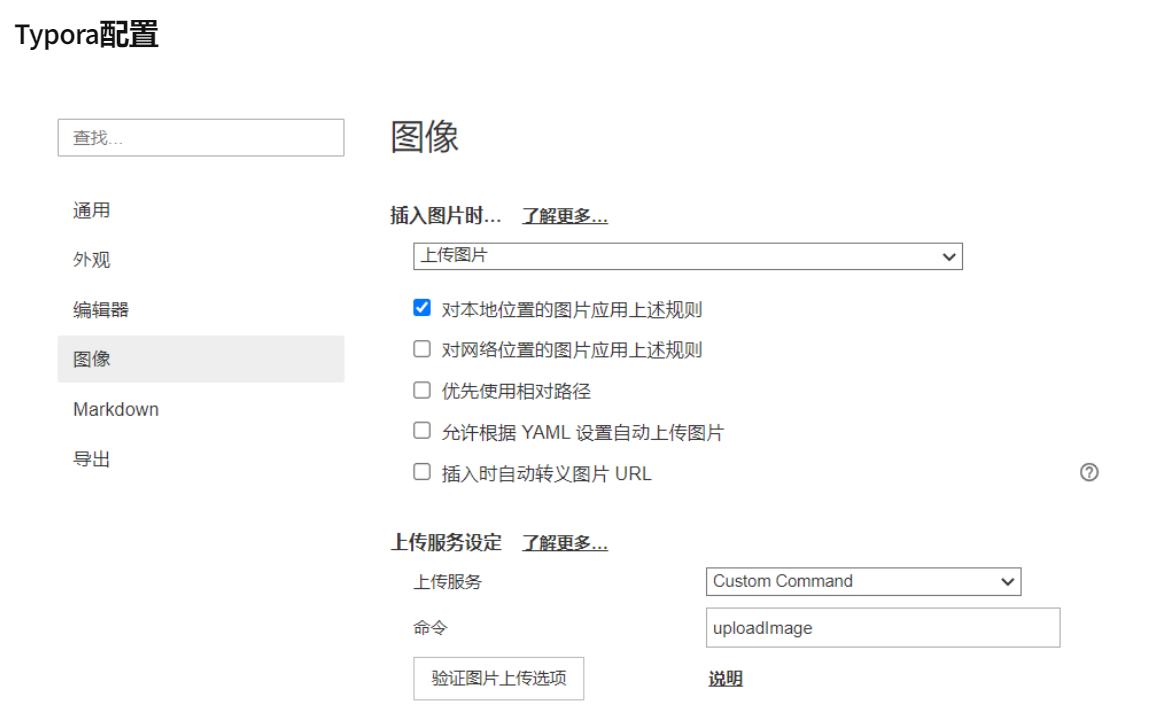 Typora配置
查找...
通用
外观
编辑器
图像
Markdown
导出
图像
插入图片时... 了解更多...
上传图片
对本地位置的图片应用上述规则
对网络位置的图片应用上述规则
优先使用相对路径
允许根据 YAML 设置自动上传图片
插入时自动转义图片 URL
?
上传服务设定 了解更多...
上传服务 Custom Command
命令 uploadImage
验证图片上传选项 说明